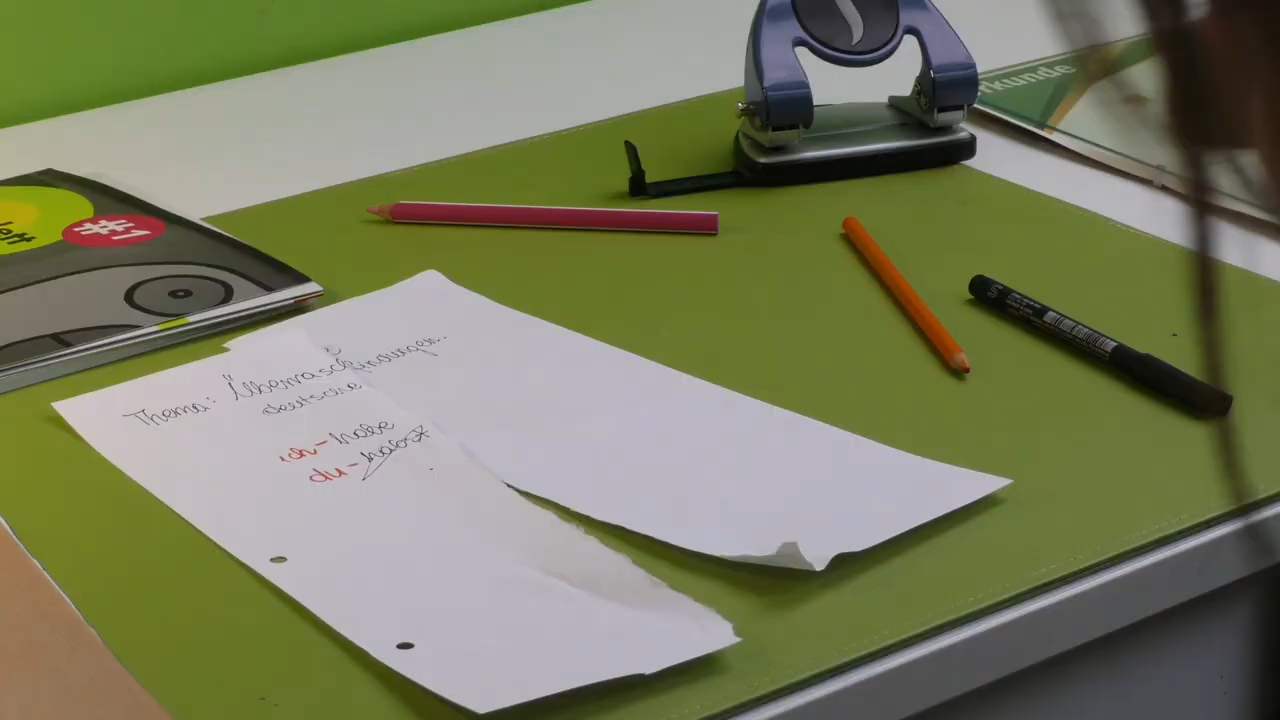 #1
rkunde
Thema: Überraschungen..
deutsche
ich- habe
du- habst